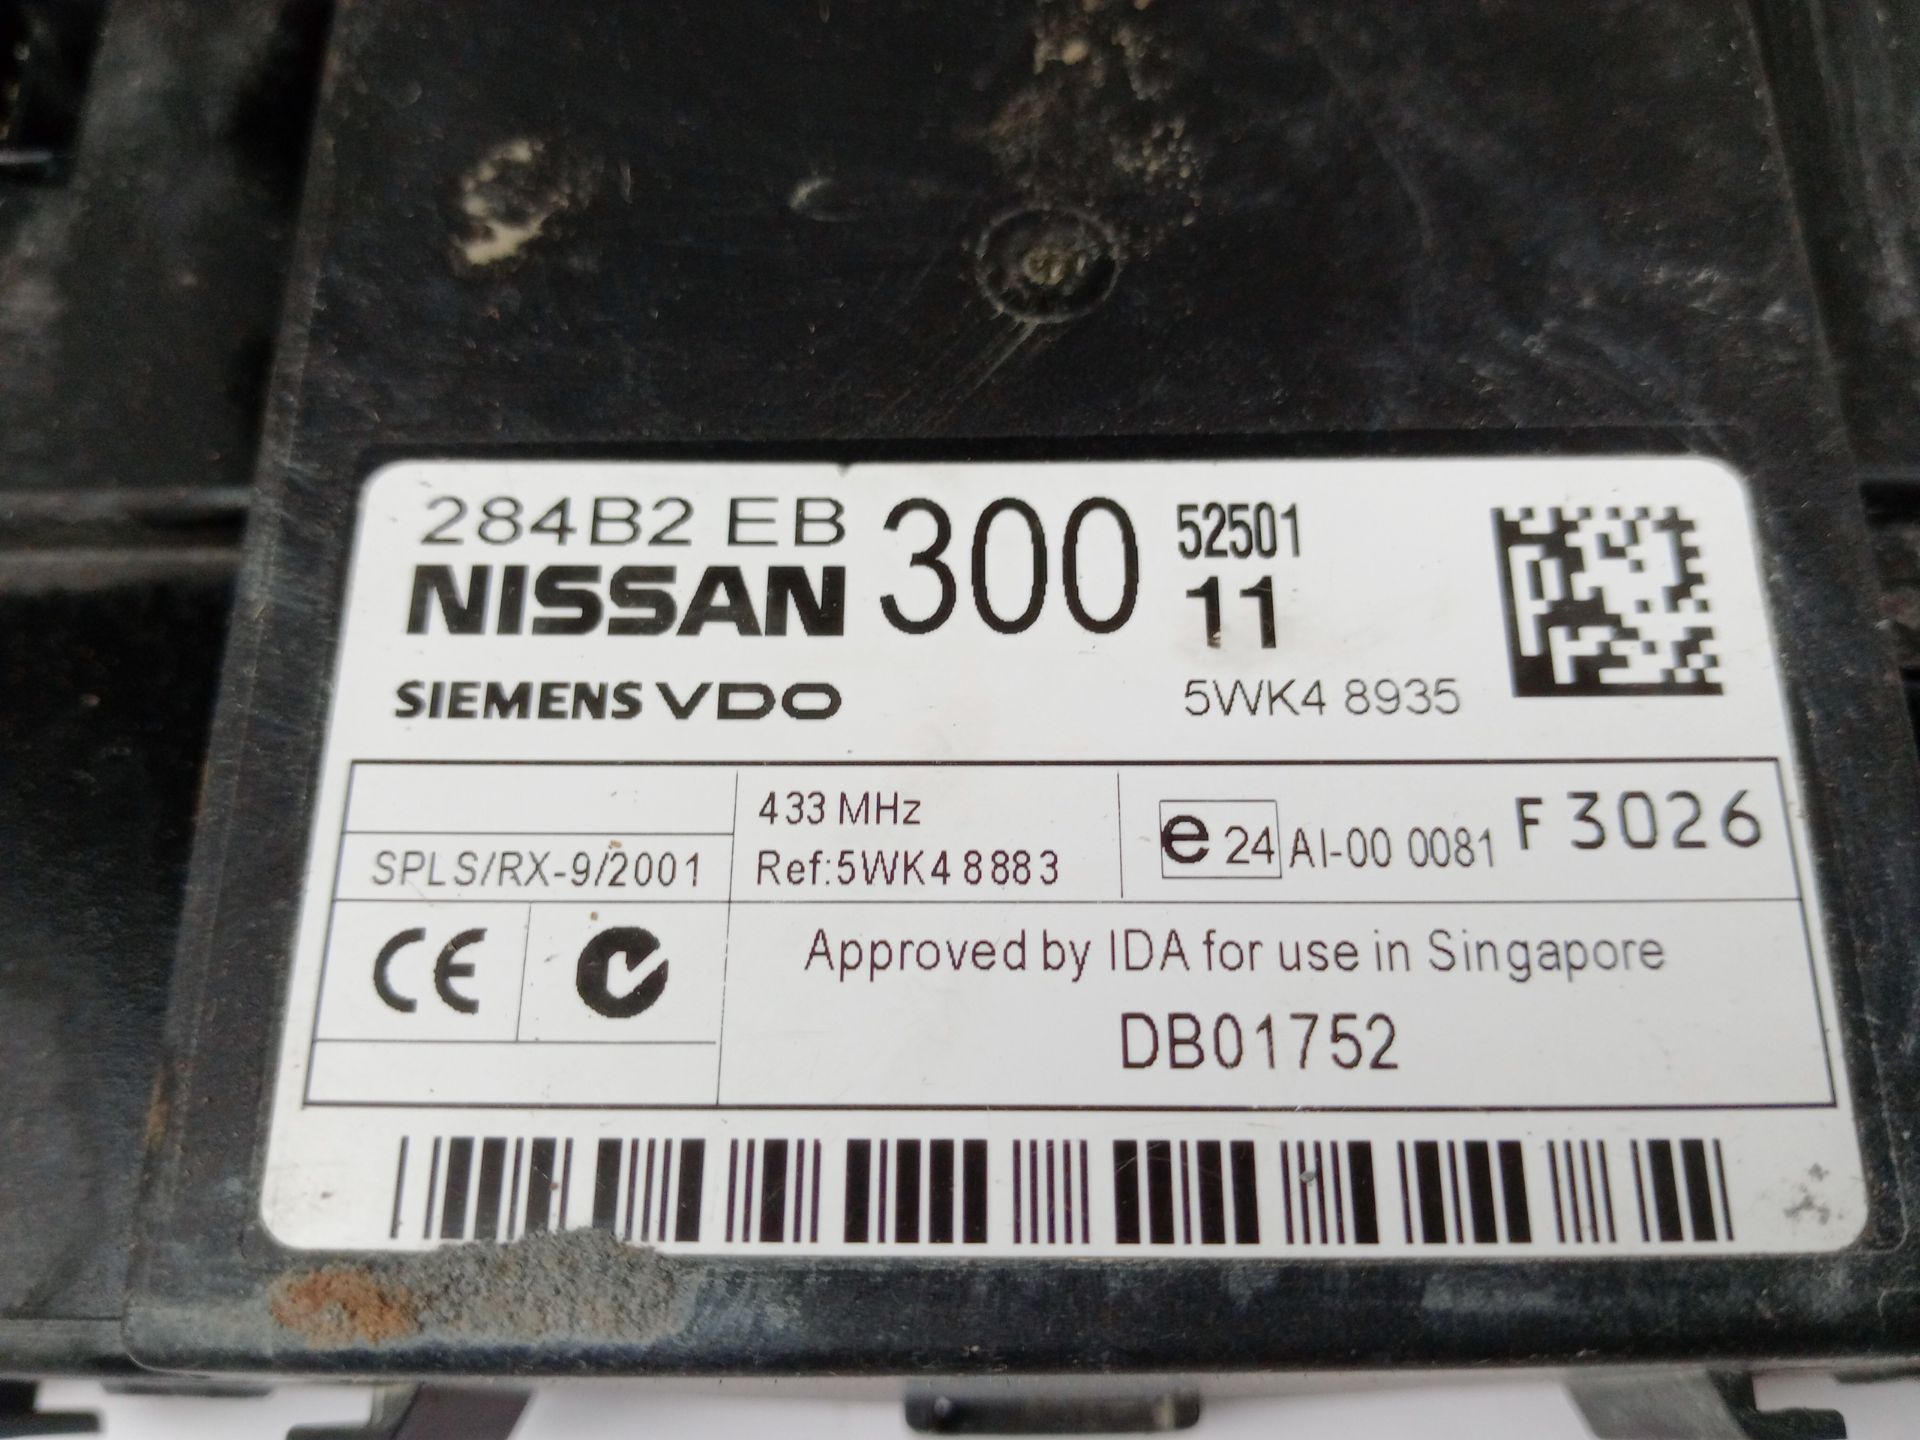 284B2 EB 300 52501
NISSAN 11
SIEMENS VDO 5WK4 8935
433 MHz
SPLS/RX-9/2001 Ref:5WK4 8883 e 24 AI-00 0081 F 3026
CE Approved by IDA for use in Singapore
DB01752